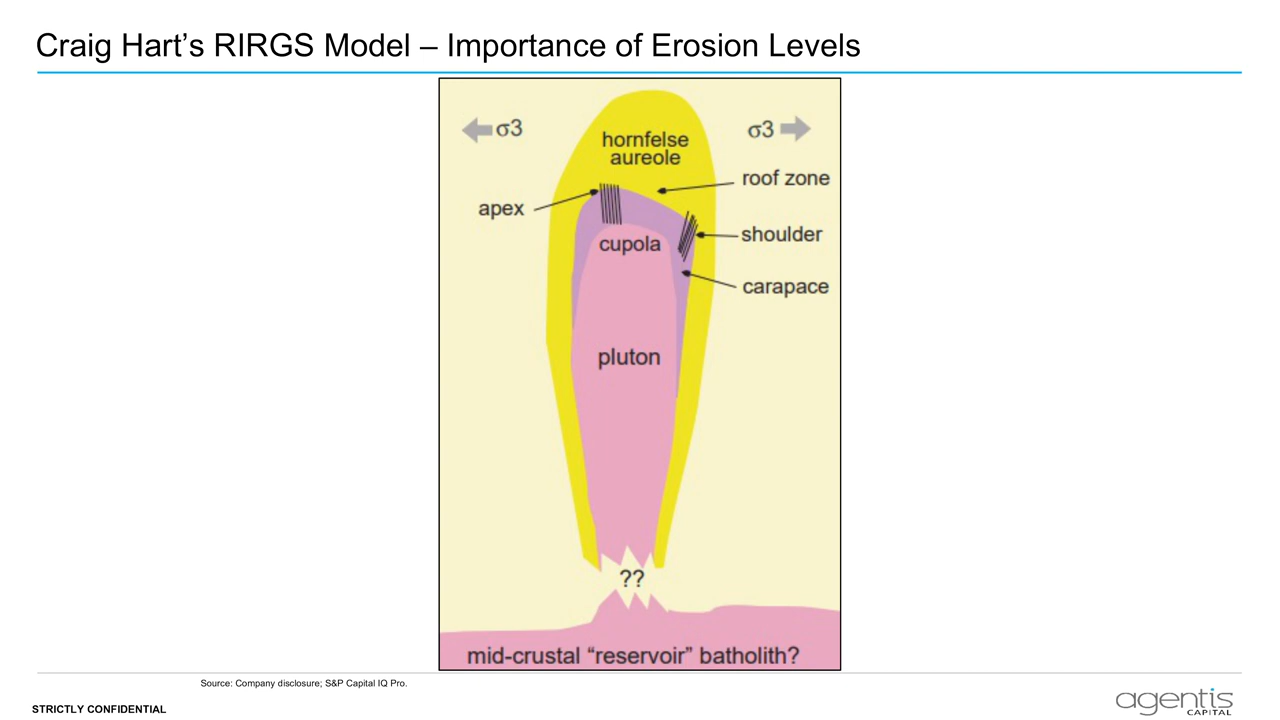 Craig Hart’s RIRGS Model – Importance of Erosion Levels
σ3
σ3
hornfelse
aureole
roof zone
apex
shoulder
cupola
carapace
pluton
??
mid-crustal “reservoir” batholith?
Source: Company disclosure; S&P Capital IQ Pro.
STRICTLY CONFIDENTIAL
agentis
CAPITAL